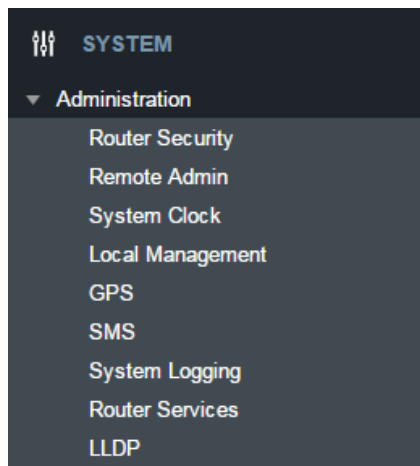 SYSTEM
Administration
Router Security
Remote Admin
System Clock
Local Management
GPS
SMS
System Logging
Router Services
LLDP